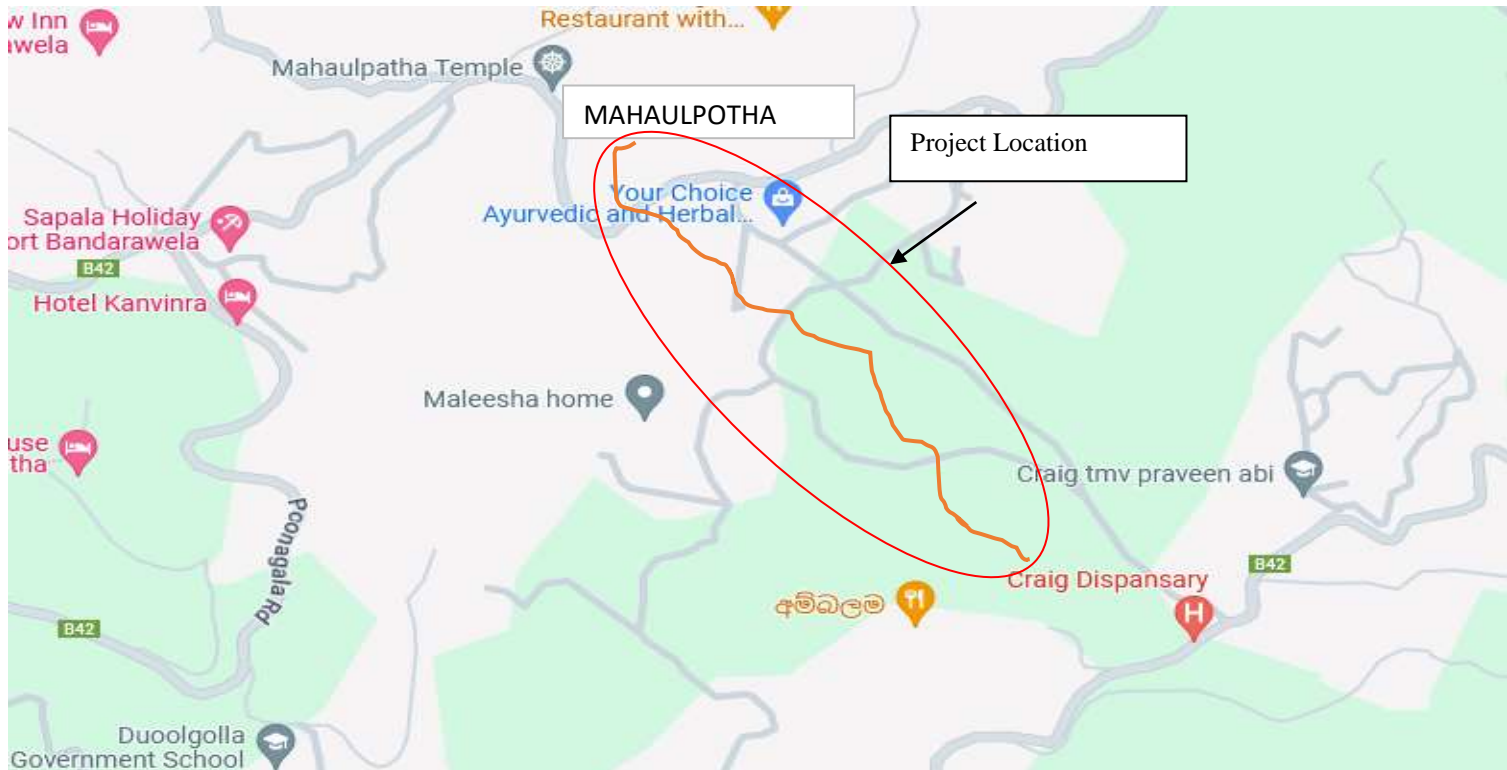 w Inn
awela
Restaurant with...
Mahaulpatha Temple
MAHAULPOTHA
Project Location
Your Choice
Ayurvedic and Herbal...
Sapala Holiday
ort Bandarawela
B42
Hotel Kanvinra
Maleesha home
use
tha
Craig tmv praveen abi
Poonagala Rd
B42
Craig Dispansary
අම්බලම
H
B42
Duoolgolla
Government School